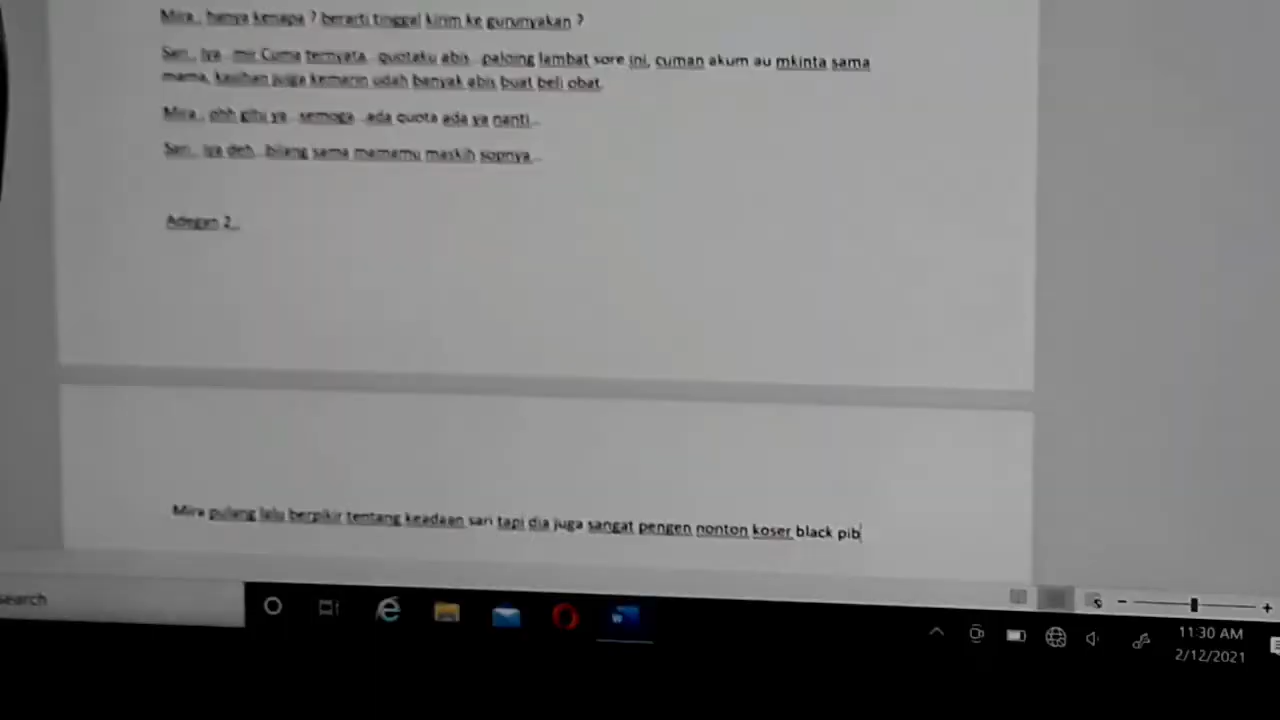 Mira.. hanya kenapa ? berarti tinggal kirim ke gurunyakan ?
Sari.. iya.. mir Cuma ternyata.. quotaku abis.. paloing lambat sore ini, cuman akum au mkinta sama
mama, kasihan juiga kemarin udah banyak abis buat beli obat.
Mira.. ohh gitu ya.. semoga ..ada quota ada ya nanti...
Sari.. iya deh.. bilang sama mamamu maskih sopnya...
Adegan 2..
Mira pulang lalu berpikir tentang keadaan sari tapi dia juga sangat pengen nonton koser black pib
search
11:30 AM
2/12/2021